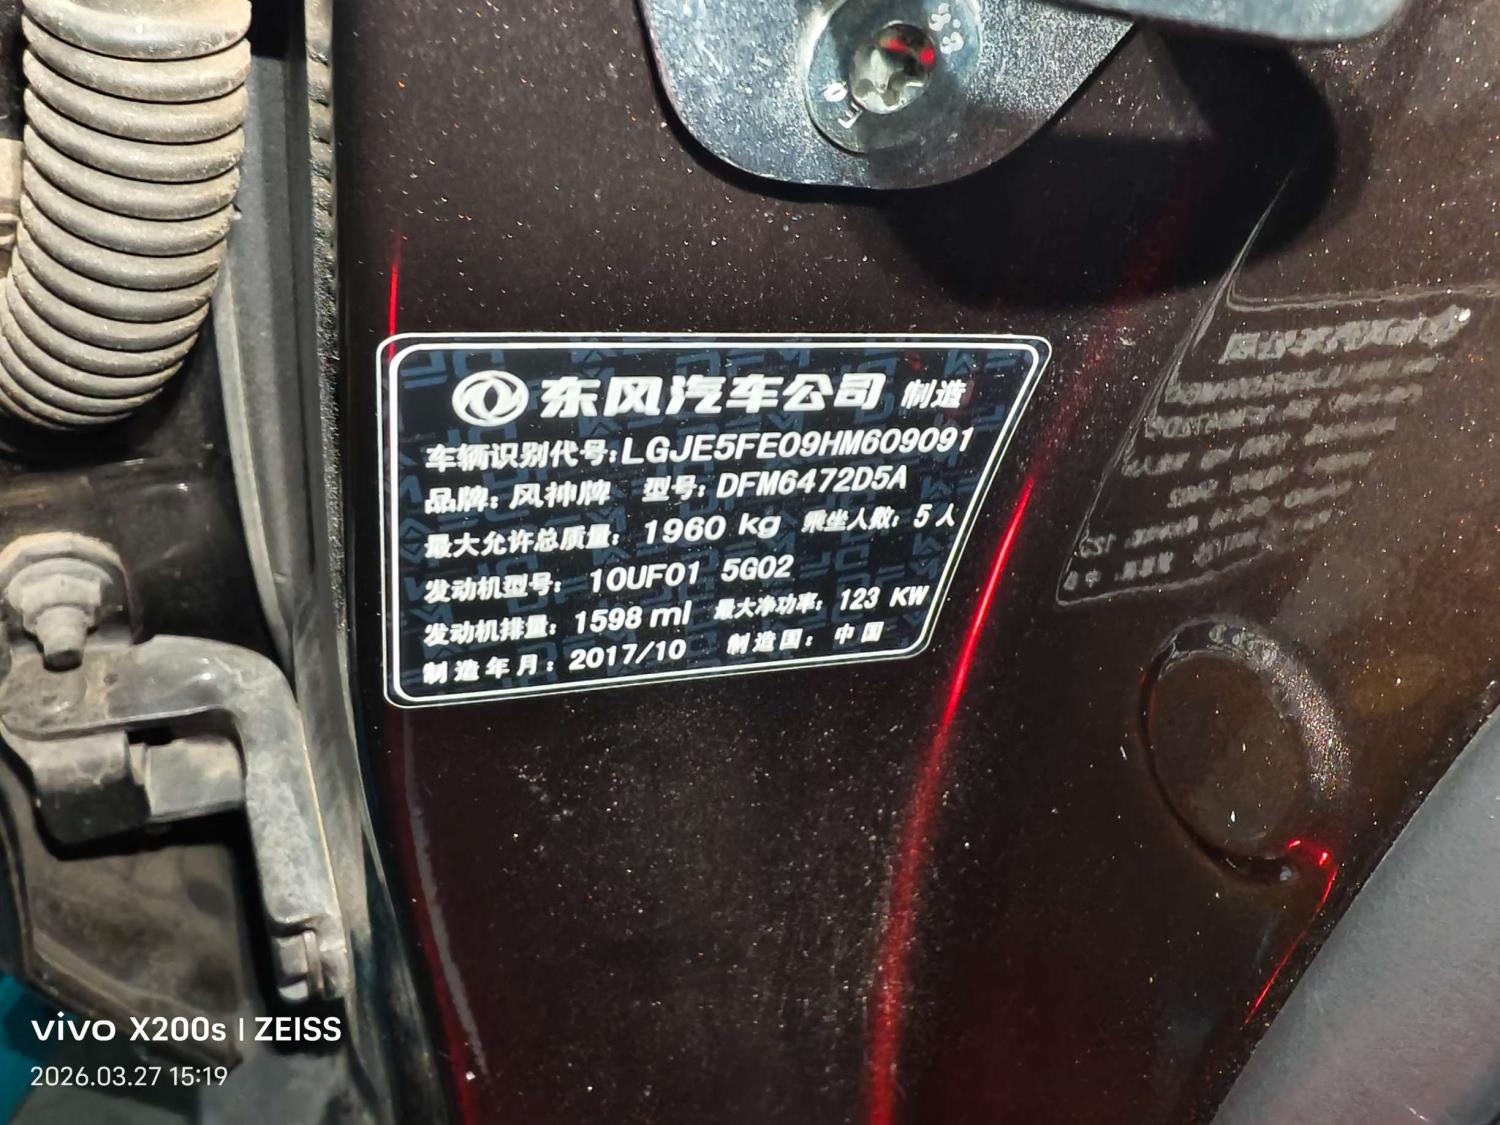 东风汽车公司 制造
车辆识别代号:LGJE5FE09HM609091
品牌: 风神牌 型号: DFM6472D5A
最大允许总质量: 1960 kg 乘坐人数: 5 人
发动机型号: 10UF01 5G02
发动机排量: 1598 ml 最大净功率: 123 KW
制造年月: 2017/10 制造国: 中国
vivo X200s | ZEISS
2026.03.27 15:19